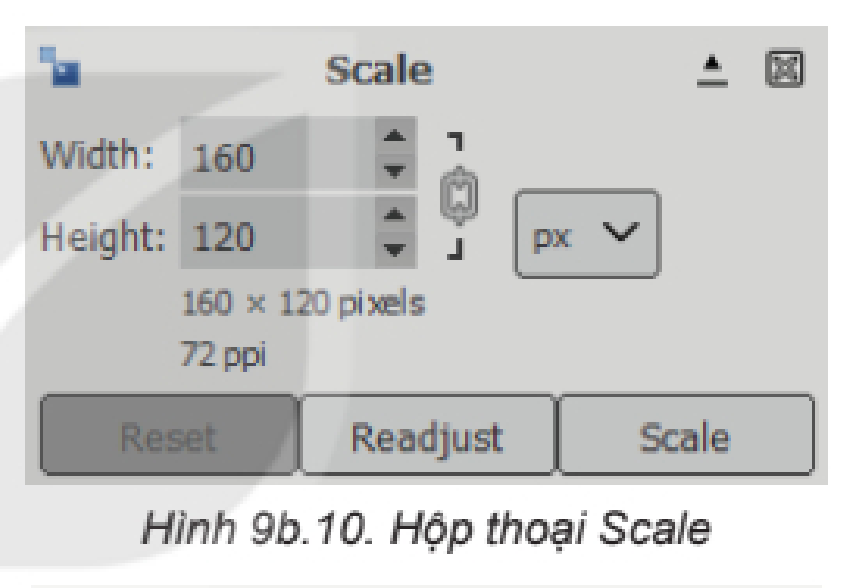 Scale
Width: 160
Height: 120 px
160 × 120 pixels
72 ppi
Reset Readjust Scale
Hình 9b.10. Hộp thoại Scale